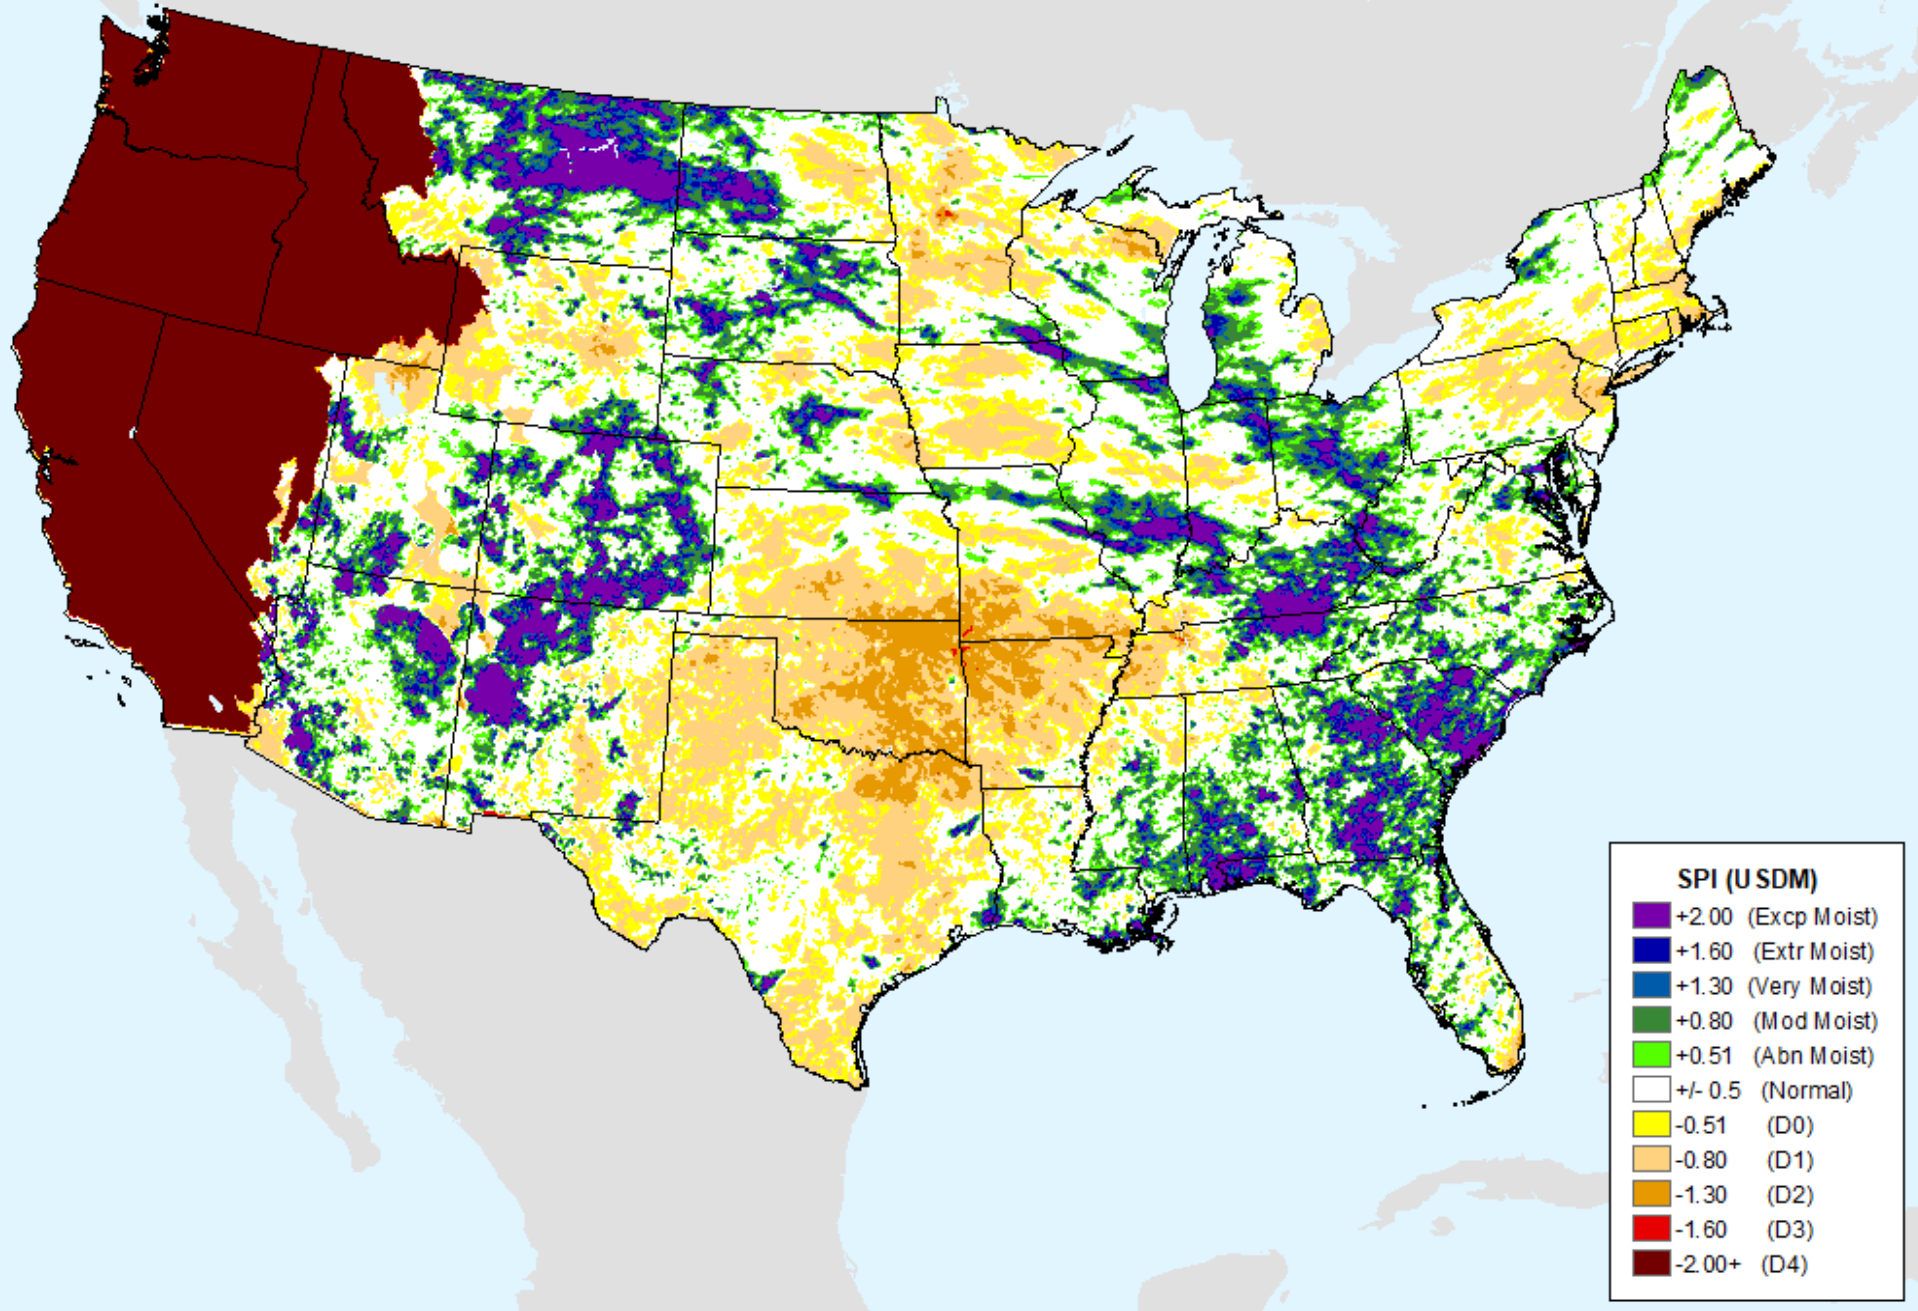 SPI (USDM)
+2.00 (Excp Moist)
+1.60 (Extr Moist)
+1.30 (Very Moist)
+0.80 (Mod Moist)
+0.51 (Abn Moist)
+/- 0.5 (Normal)
-0.51 (D0)
-0.80 (D1)
-1.30 (D2)
-1.60 (D3)
-2.00+ (D4)